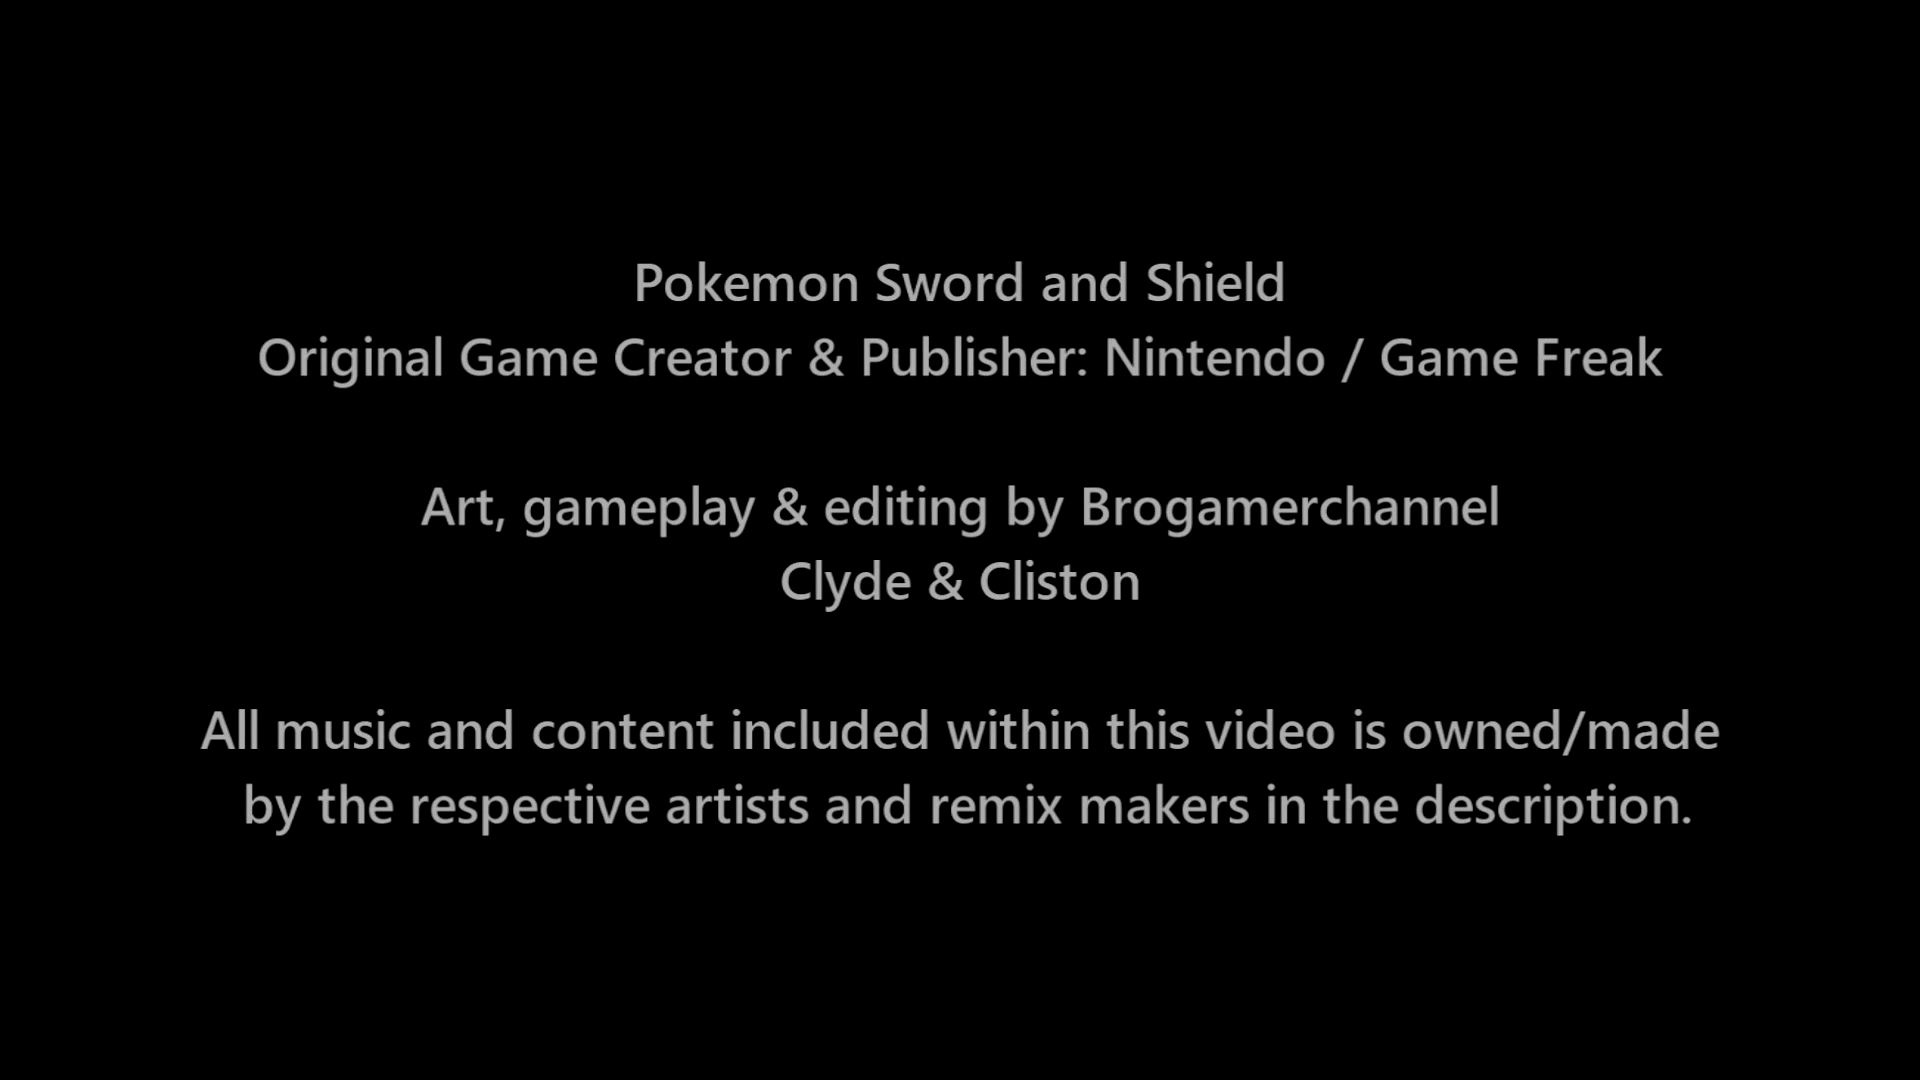 Pokemon Sword and Shield
Original Game Creator & Publisher: Nintendo / Game Freak
Art, gameplay & editing by Brogamerchannel
Clyde & Cliston
All music and content included within this video is owned/made
by the respective artists and remix makers in the description.